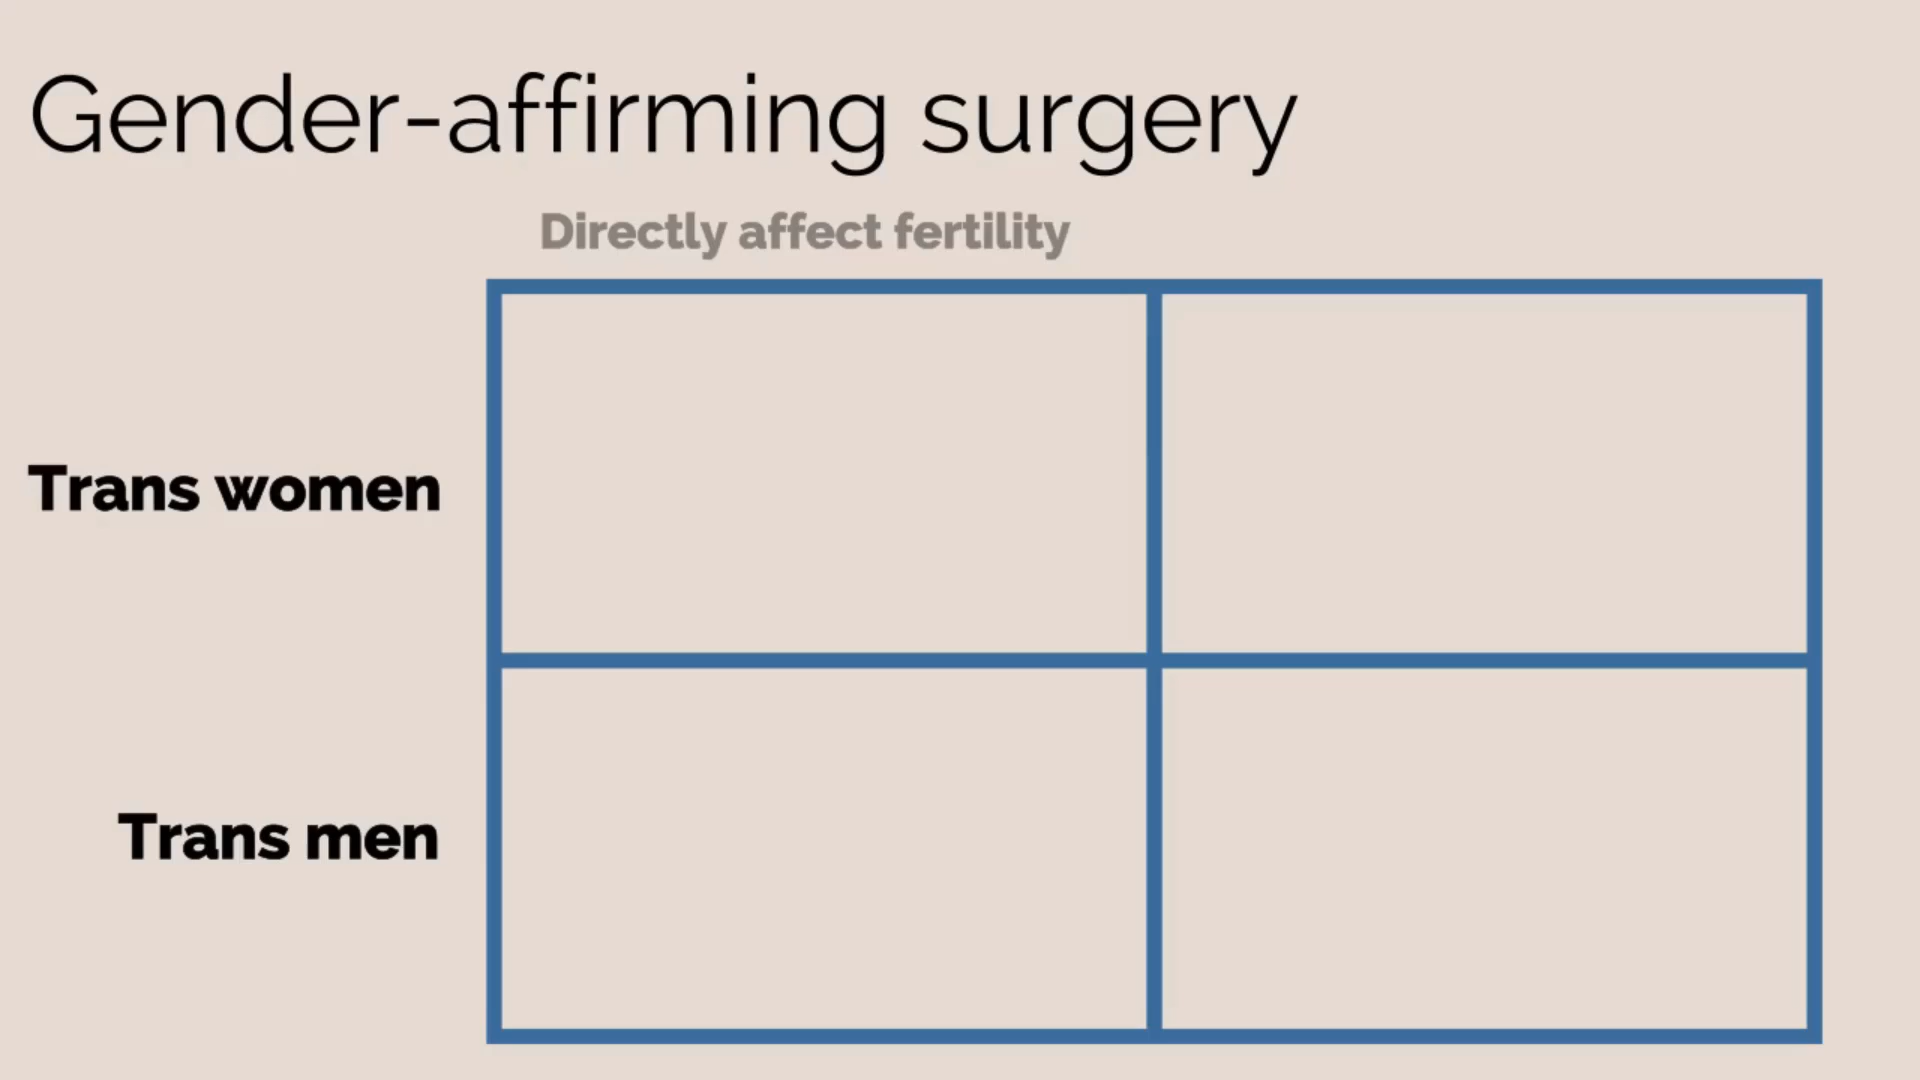 Gender-affirming surgery
Directly affect fertility
Trans women
Trans men